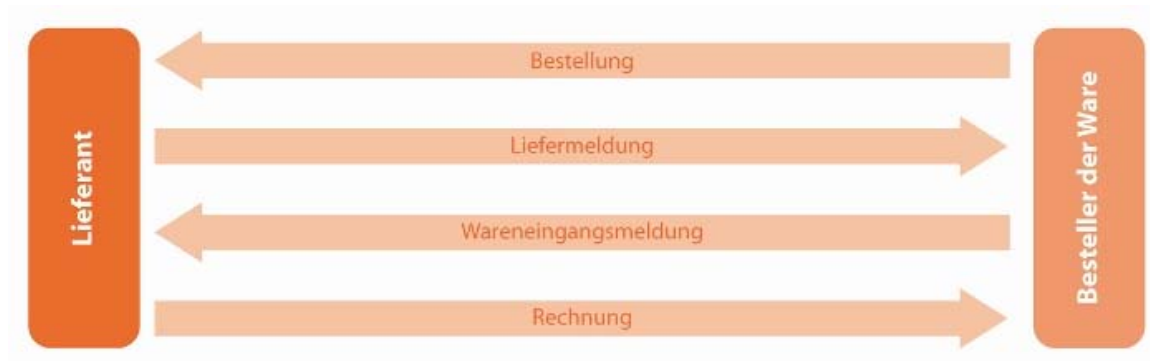 Lieferant
Bestellung
Liefermeldung
Wareneingangsmeldung
Rechnung
Besteller der Ware